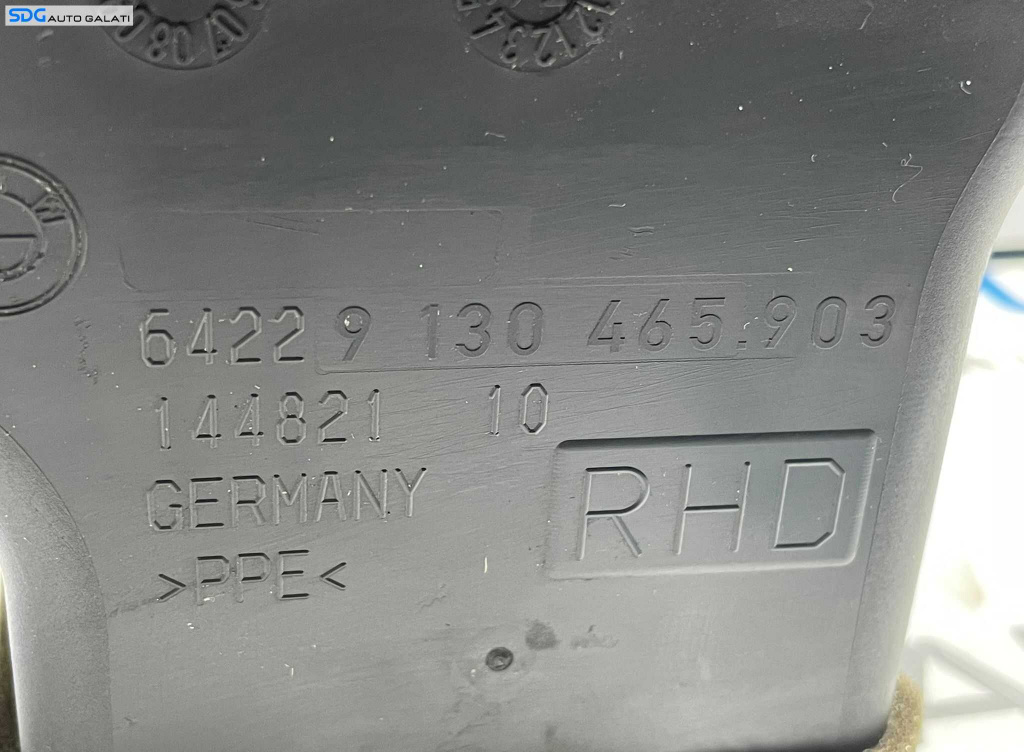 SDG AUTO GALATI
6422 9 130 465.903
144821 10
GERMANY
RHD
>PPE<